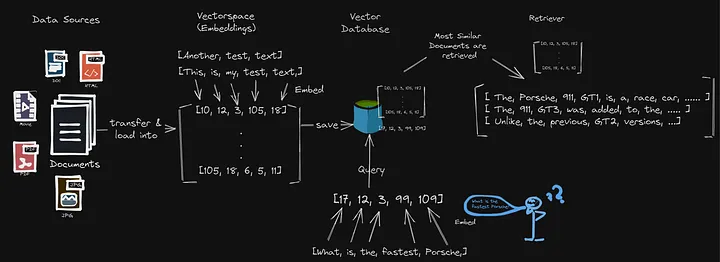 Data Sources
Vectorspace
(Embeddings)
Vector
Database
Retriever
Most Similar
Documents are
retrieved
HTML
PDF
JPG
JPG
Documents
transfer &
load into
[Another, test, text]
[This, is, my, test, text,]
Embed
[10, 12, 3, 105, 18]
[105, 18, 6, 5, 11]
save
[10, 12, 3, 105, 18]
[105, 18, 6, 5, 11]
[17, 12, 3, 99, 109]
Query
[17, 12, 3, 99, 109]
[What, is, the, fastest, Porsche,]
Embed
What is the
fastest Porsche
??
[10, 12, 3, 105, 18]
[105, 18, 6, 5, 11]
[ The, Porsche, 911, GT1, is, a, race, car, ...... ]
[ The, 911, GT3, was, added, to, the, ..... ]
[ Unlike, the, previous, GT2, versions, ...]